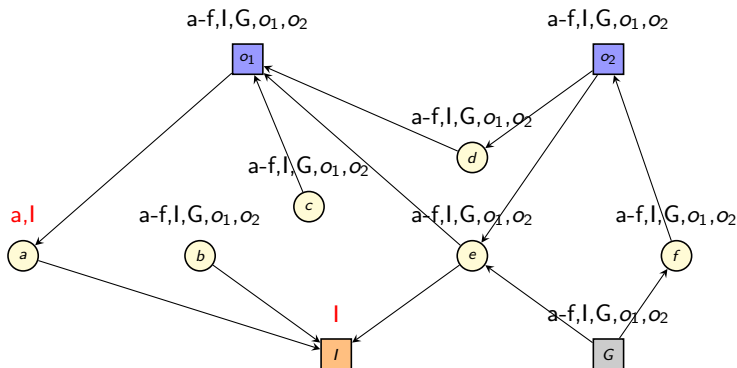 a–f,I,G,o₁,o₂ a–f,I,G,o₁,o₂
o₁ o₂
a–f,I,G,o₁,o₂
d
a–f,I,G,o₁,o₂
c
a,I a–f,I,G,o₁,o₂ a–f,I,G,o₁,o₂ a–f,I,G,o₁,o₂
a b e f
I a–f,I,G,o₁,o₂
I G